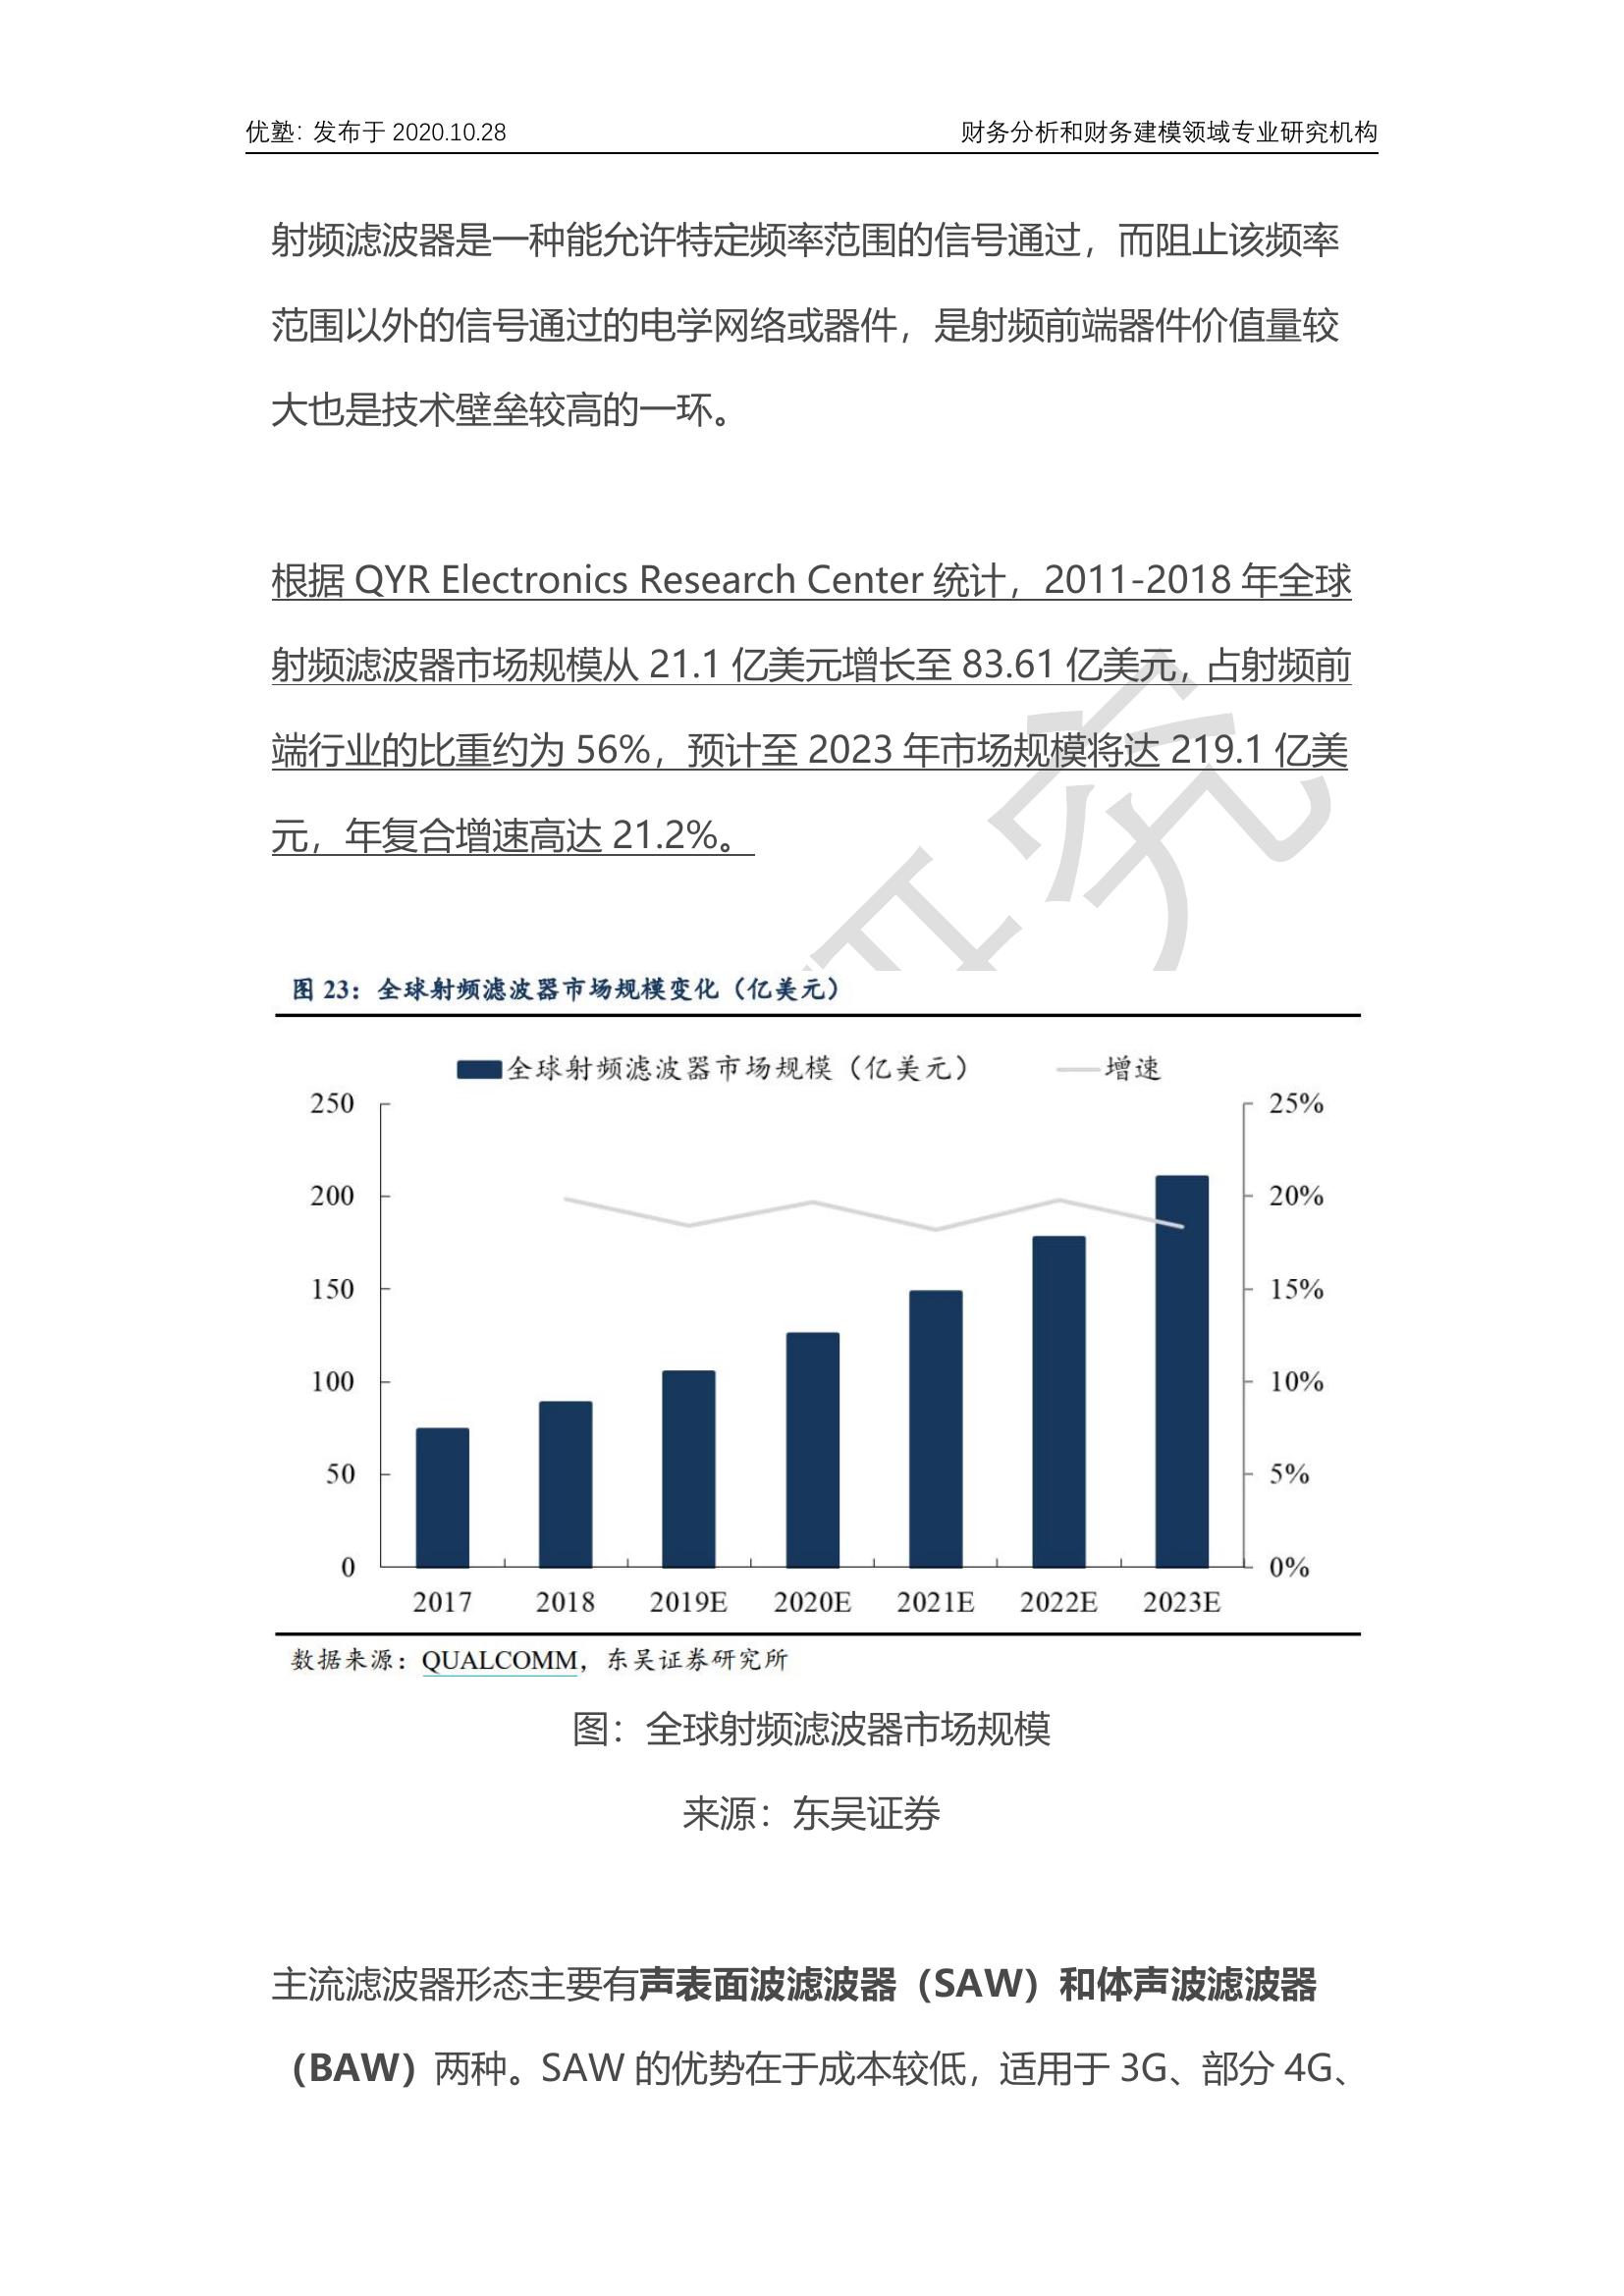 优塾：发布于 2020.10.28
财务分析和财务建模领域专业研究机构
射频滤波器是一种能允许特定频率范围的信号通过，而阻止该频率
范围以外的信号通过的电学网络或器件，是射频前端器件价值量较
大也是技术壁垒较高的一环。
根据 QYR Electronics Research Center 统计，2011-2018 年全球
射频滤波器市场规模从 21.1 亿美元增长至 83.61 亿美元，占射频前
端行业的比重约为 56%，预计至 2023 年市场规模将达 219.1 亿美
元，年复合增速高达 21.2%。
研究
图 23：全球射频滤波器市场规模变化（亿美元）
全球射频滤波器市场规模（亿美元） 增速
250 25%
200 20%
150 15%
100 10%
50 5%
0 0%
2017 2018 2019E 2020E 2021E 2022E 2023E
数据来源：QUALCOMM，东吴证券研究所
图：全球射频滤波器市场规模
来源：东吴证券
主流滤波器形态主要有声表面波滤波器（SAW）和体声波滤波器
（BAW）两种。SAW 的优势在于成本较低，适用于 3G、部分 4G、